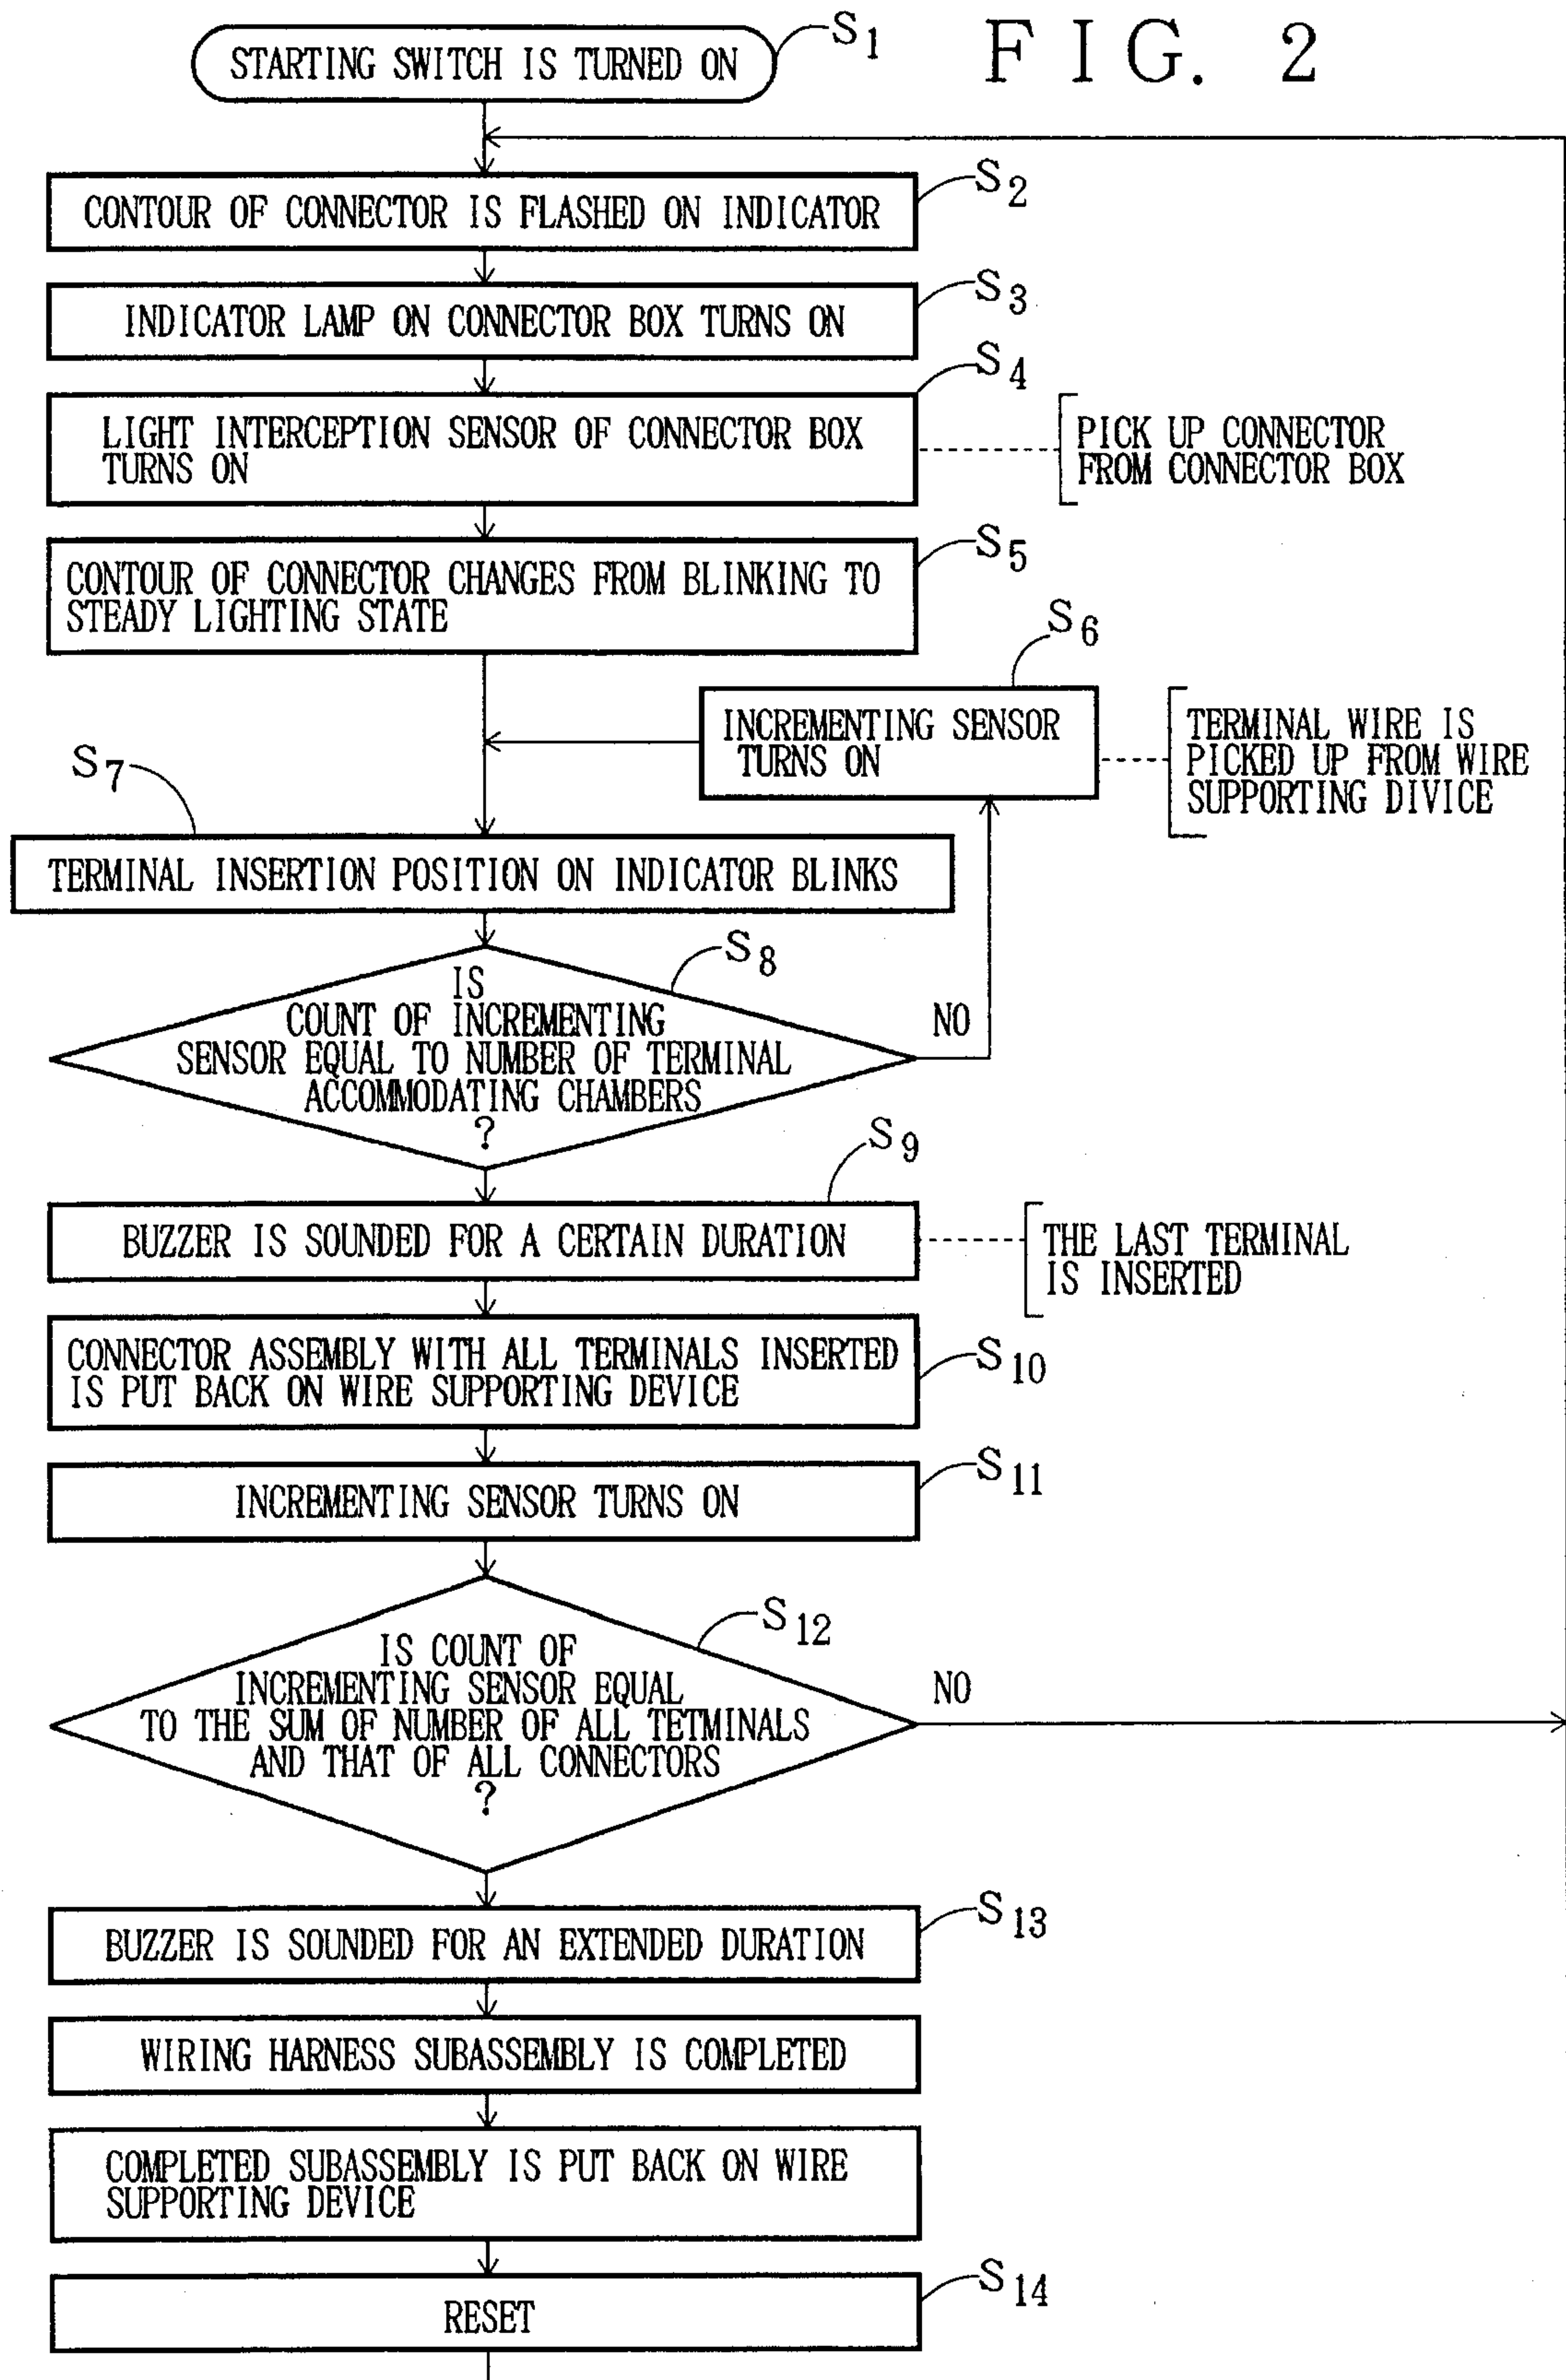 STARTING SWITCH IS TURNED ON
S1
FIG. 2
CONTOUR OF CONNECTOR IS FLASHED ON INDICATOR
S2
INDICATOR LAMP ON CONNECTOR BOX TURNS ON
S3
LIGHT INTERCEPTION SENSOR OF CONNECTOR BOX
TURNS ON
S4
PICK UP CONNECTOR
FROM CONNECTOR BOX
CONTOUR OF CONNECTOR CHANGES FROM BLINKING TO
STEADY LIGHTING STATE
S5
S6
INCREMENTING SENSOR
TURNS ON
TERMINAL WIRE IS
PICKED UP FROM WIRE
SUPPORTING DIVICE
S7
TERMINAL INSERTION POSITION ON INDICATOR BLINKS
S8
IS
COUNT OF INCREMENTING
SENSOR EQUAL TO NUMBER OF TERMINAL
ACCOMMODATING CHAMBERS
?
NO
S9
BUZZER IS SOUNDED FOR A CERTAIN DURATION
THE LAST TERMINAL
IS INSERTED
CONNECTOR ASSEMBLY WITH ALL TERMINALS INSERTED
IS PUT BACK ON WIRE SUPPORTING DEVICE
S10
INCREMENTING SENSOR TURNS ON
S11
S12
IS COUNT OF
INCREMENTING SENSOR EQUAL
TO THE SUM OF NUMBER OF ALL TETMINALS
AND THAT OF ALL CONNECTORS
?
NO
BUZZER IS SOUNDED FOR AN EXTENDED DURATION
S13
WIRING HARNESS SUBASSEMBLY IS COMPLETED
COMPLETED SUBASSEMBLY IS PUT BACK ON WIRE
SUPPORTING DEVICE
RESET
S14